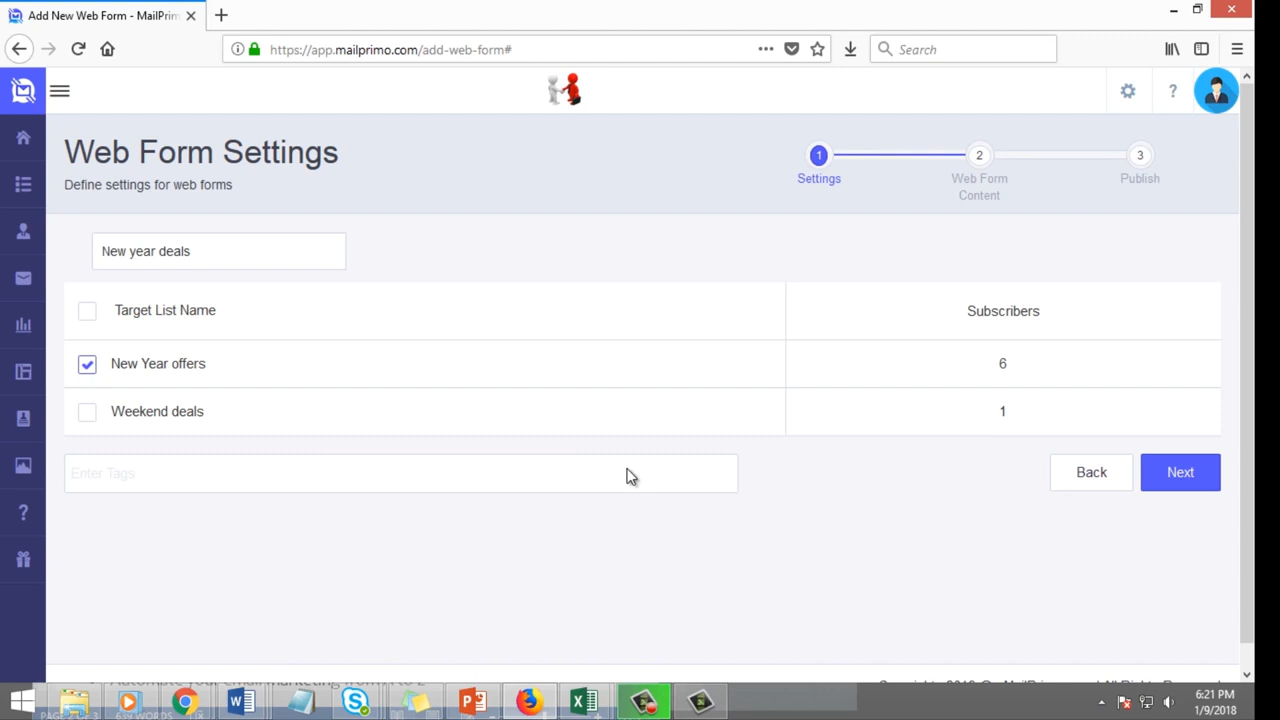 Add New Web Form - MailPrim
https://app.mailprimo.com/add-web-form#
Search
Web Form Settings
Define settings for web forms
1
2
3
Settings
Web Form
Content
Publish
New year deals
Target List Name
Subscribers
New Year offers
6
Weekend deals
1
Enter Tags
Back
Next
6:21 PM
1/9/2018